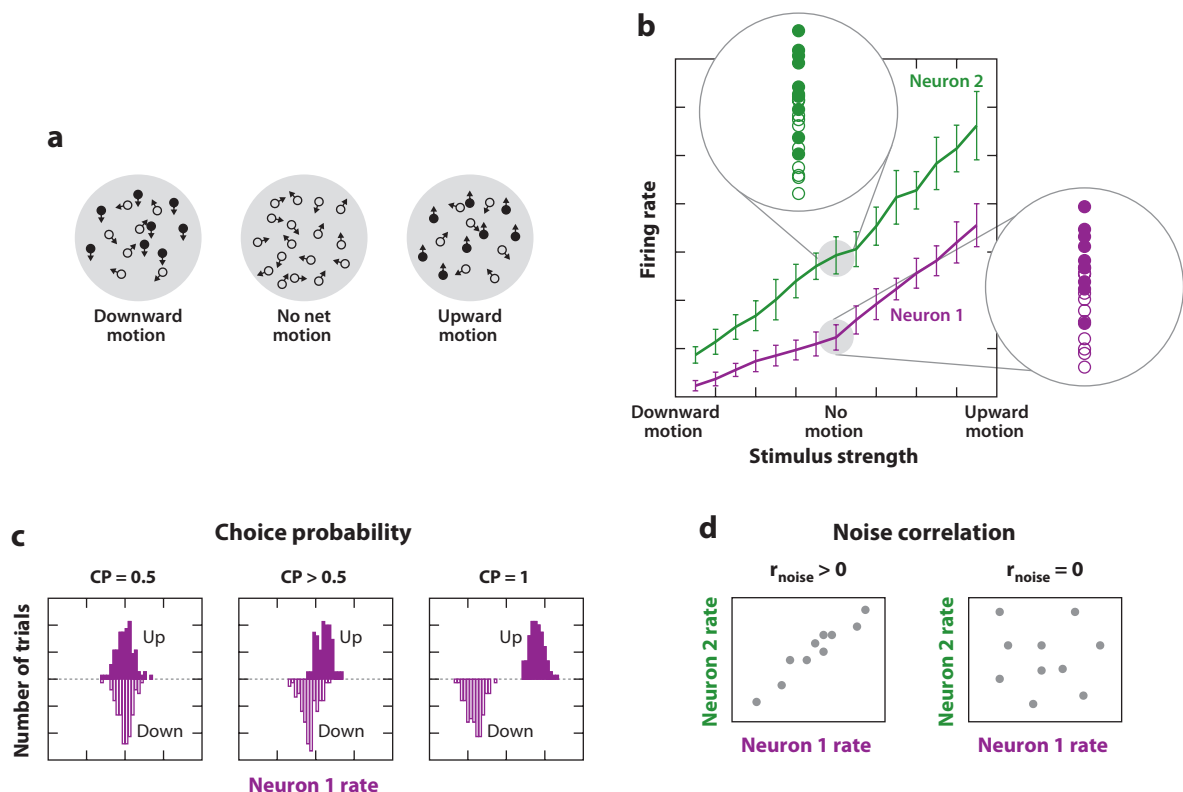 a
Downward
motion
No net
motion
Upward
motion
b
Neuron 2
Neuron 1
Firing rate
Downward
motion
No
motion
Upward
motion
Stimulus strength
c
Choice probability
CP = 0.5
CP > 0.5
CP = 1
Number of trials
Up
Down
Up
Down
Up
Down
Neuron 1 rate
d
Noise correlation
r_noise > 0
r_noise = 0
Neuron 2 rate
Neuron 2 rate
Neuron 1 rate
Neuron 1 rate